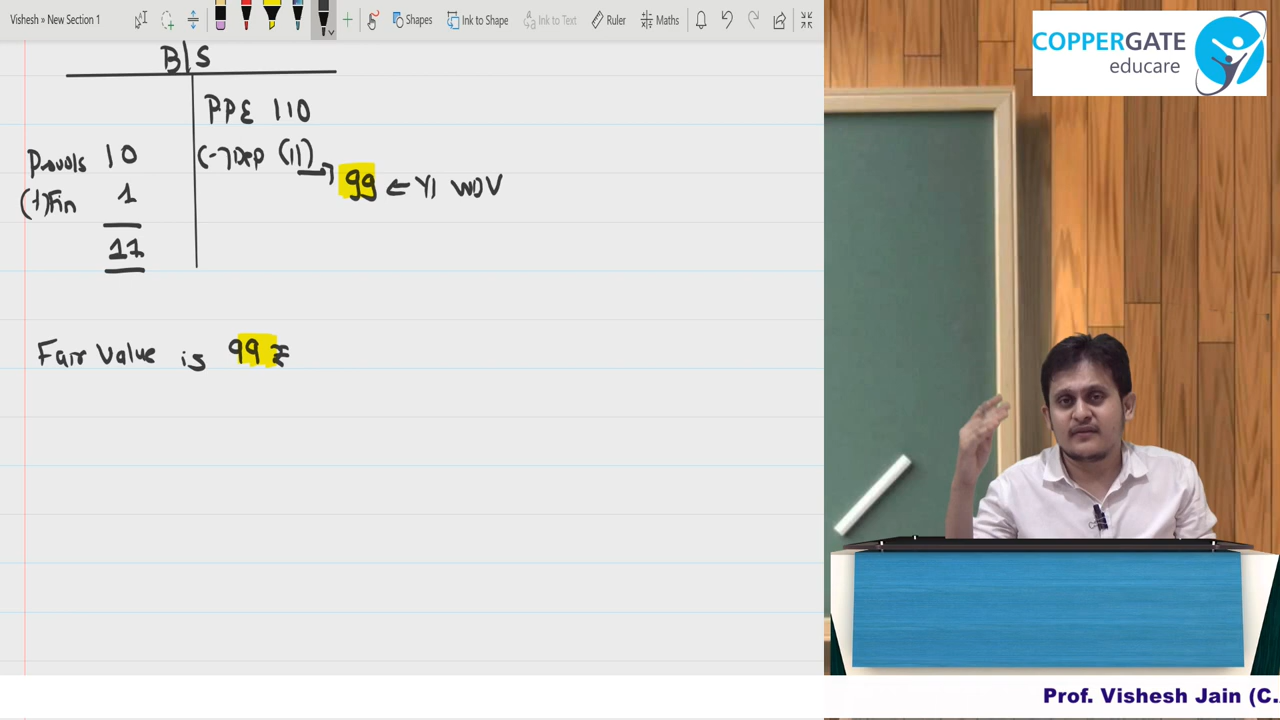 Vishesh » New Section 1
Shapes
Ink to Shape
Ink to Text
Ruler
Maths
COPPERGATE
educare
B/S
PPE 110
(-) Dep (11)
99 ← Y1 WDV
10
(+) Fin 1
11
Fair Value is 99 ₹
Prof. Vishesh Jain (C.